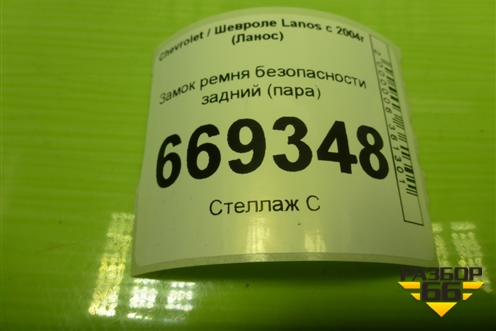 Chevrolet / Шевроле Lanos с 2004г
(Ланос)
Замок ремня безопасности
задний (пара)
669348
Стеллаж С
РАЗБОР
66